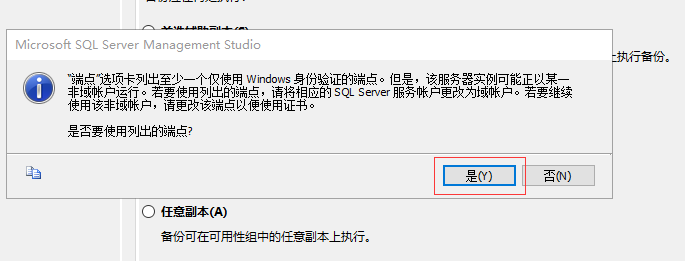 Microsoft SQL Server Management Studio
“端点”选项卡列出至少一个仅使用 Windows 身份验证的端点。但是，该服务器实例可能正以某一
非域帐户运行。若要使用列出的端点，请将相应的 SQL Server 服务帐户更改为域帐户。若要继续
使用该非域帐户，请更改该端点以便使用证书。
是否要使用列出的端点?
上执行备份。
是(Y)
否(N)
任意副本(A)
备份可在可用性组中的任意副本上执行。